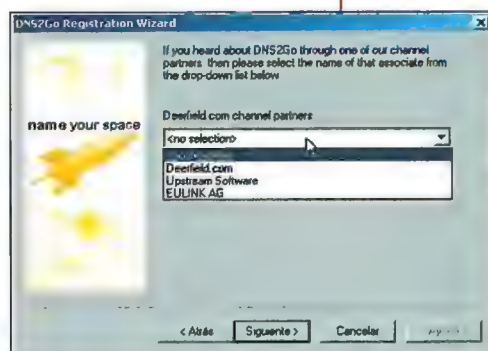 DNS2Go Registration Wizard
If you heard about DNS2Go through one of our channel
partners then please select the name of that associate from
the drop-down list below
name your space
Deerfield.com channel partners
<no selection>
Deerfield.com
Upstream Software
EULINK AG
< Atrás
Siguiente >
Cancelar